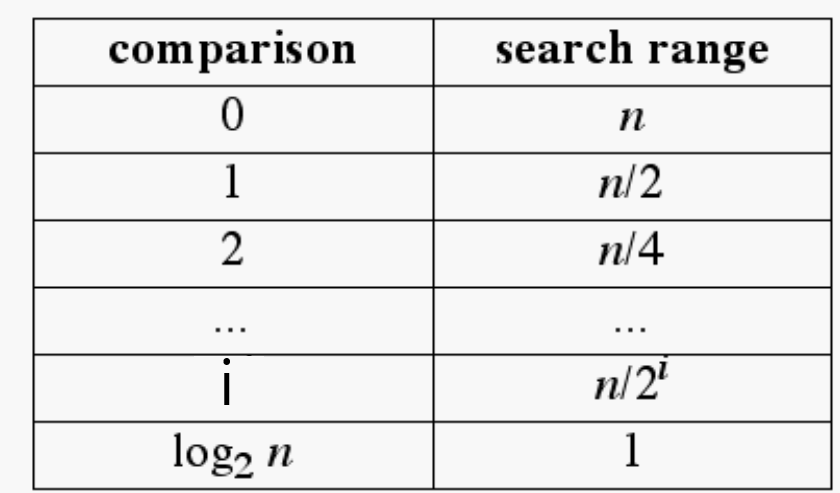 comparison search range
0 n
1 n/2
2 n/4
... ...
i n/2^i
log₂ n 1